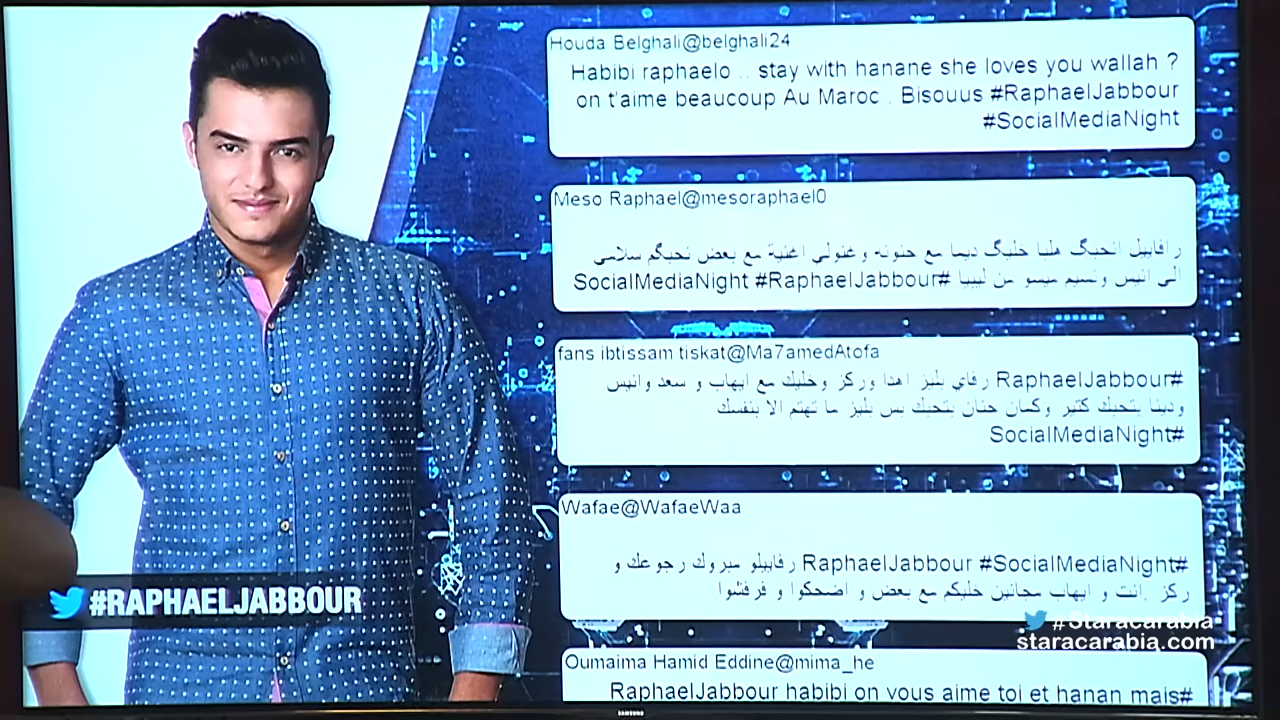 Houda Belghali@belghali24
Habibi raphaelo .. stay with hanane she loves you wallah ?
on t'aime beaucoup Au Maroc . Bisouus #RaphaelJabbour
#SocialMediaNight
Meso Raphael@mesoraphael0
رافاييل انحبگ هلبا خليگ ديما مع حنونه وغنولي اغنية مع بعض نحبگم سلامي
الى انيس ونسيم ميسو من ليبيا #SocialMediaNight #RaphaelJabbour
fans ibtissam tiskat@Ma7amedAtofa
#RaphaelJabbour رفاي بليز اهدا وركز وخليك مع ايهاب و سعد وانيس
ودينا بتحبك كتير وكمان حنان بتحبك بس بليز ما تهتم الا بنفسك
#SocialMediaNight
Wafae@WafaeWaa
#RaphaelJabbour #SocialMediaNight رفاييلو مبروك رجوعك و
ركز .انت و ايهاب مجانين خليكم مع بعض و اضحكوا و فرفشوا
#RAPHAELJABBOUR
#Staracarabia
staracarabia.com
Oumaima Hamid Eddine@mima_he
#RaphaelJabbour habibi on vous aime toi et hanan mais
SAMSUNG